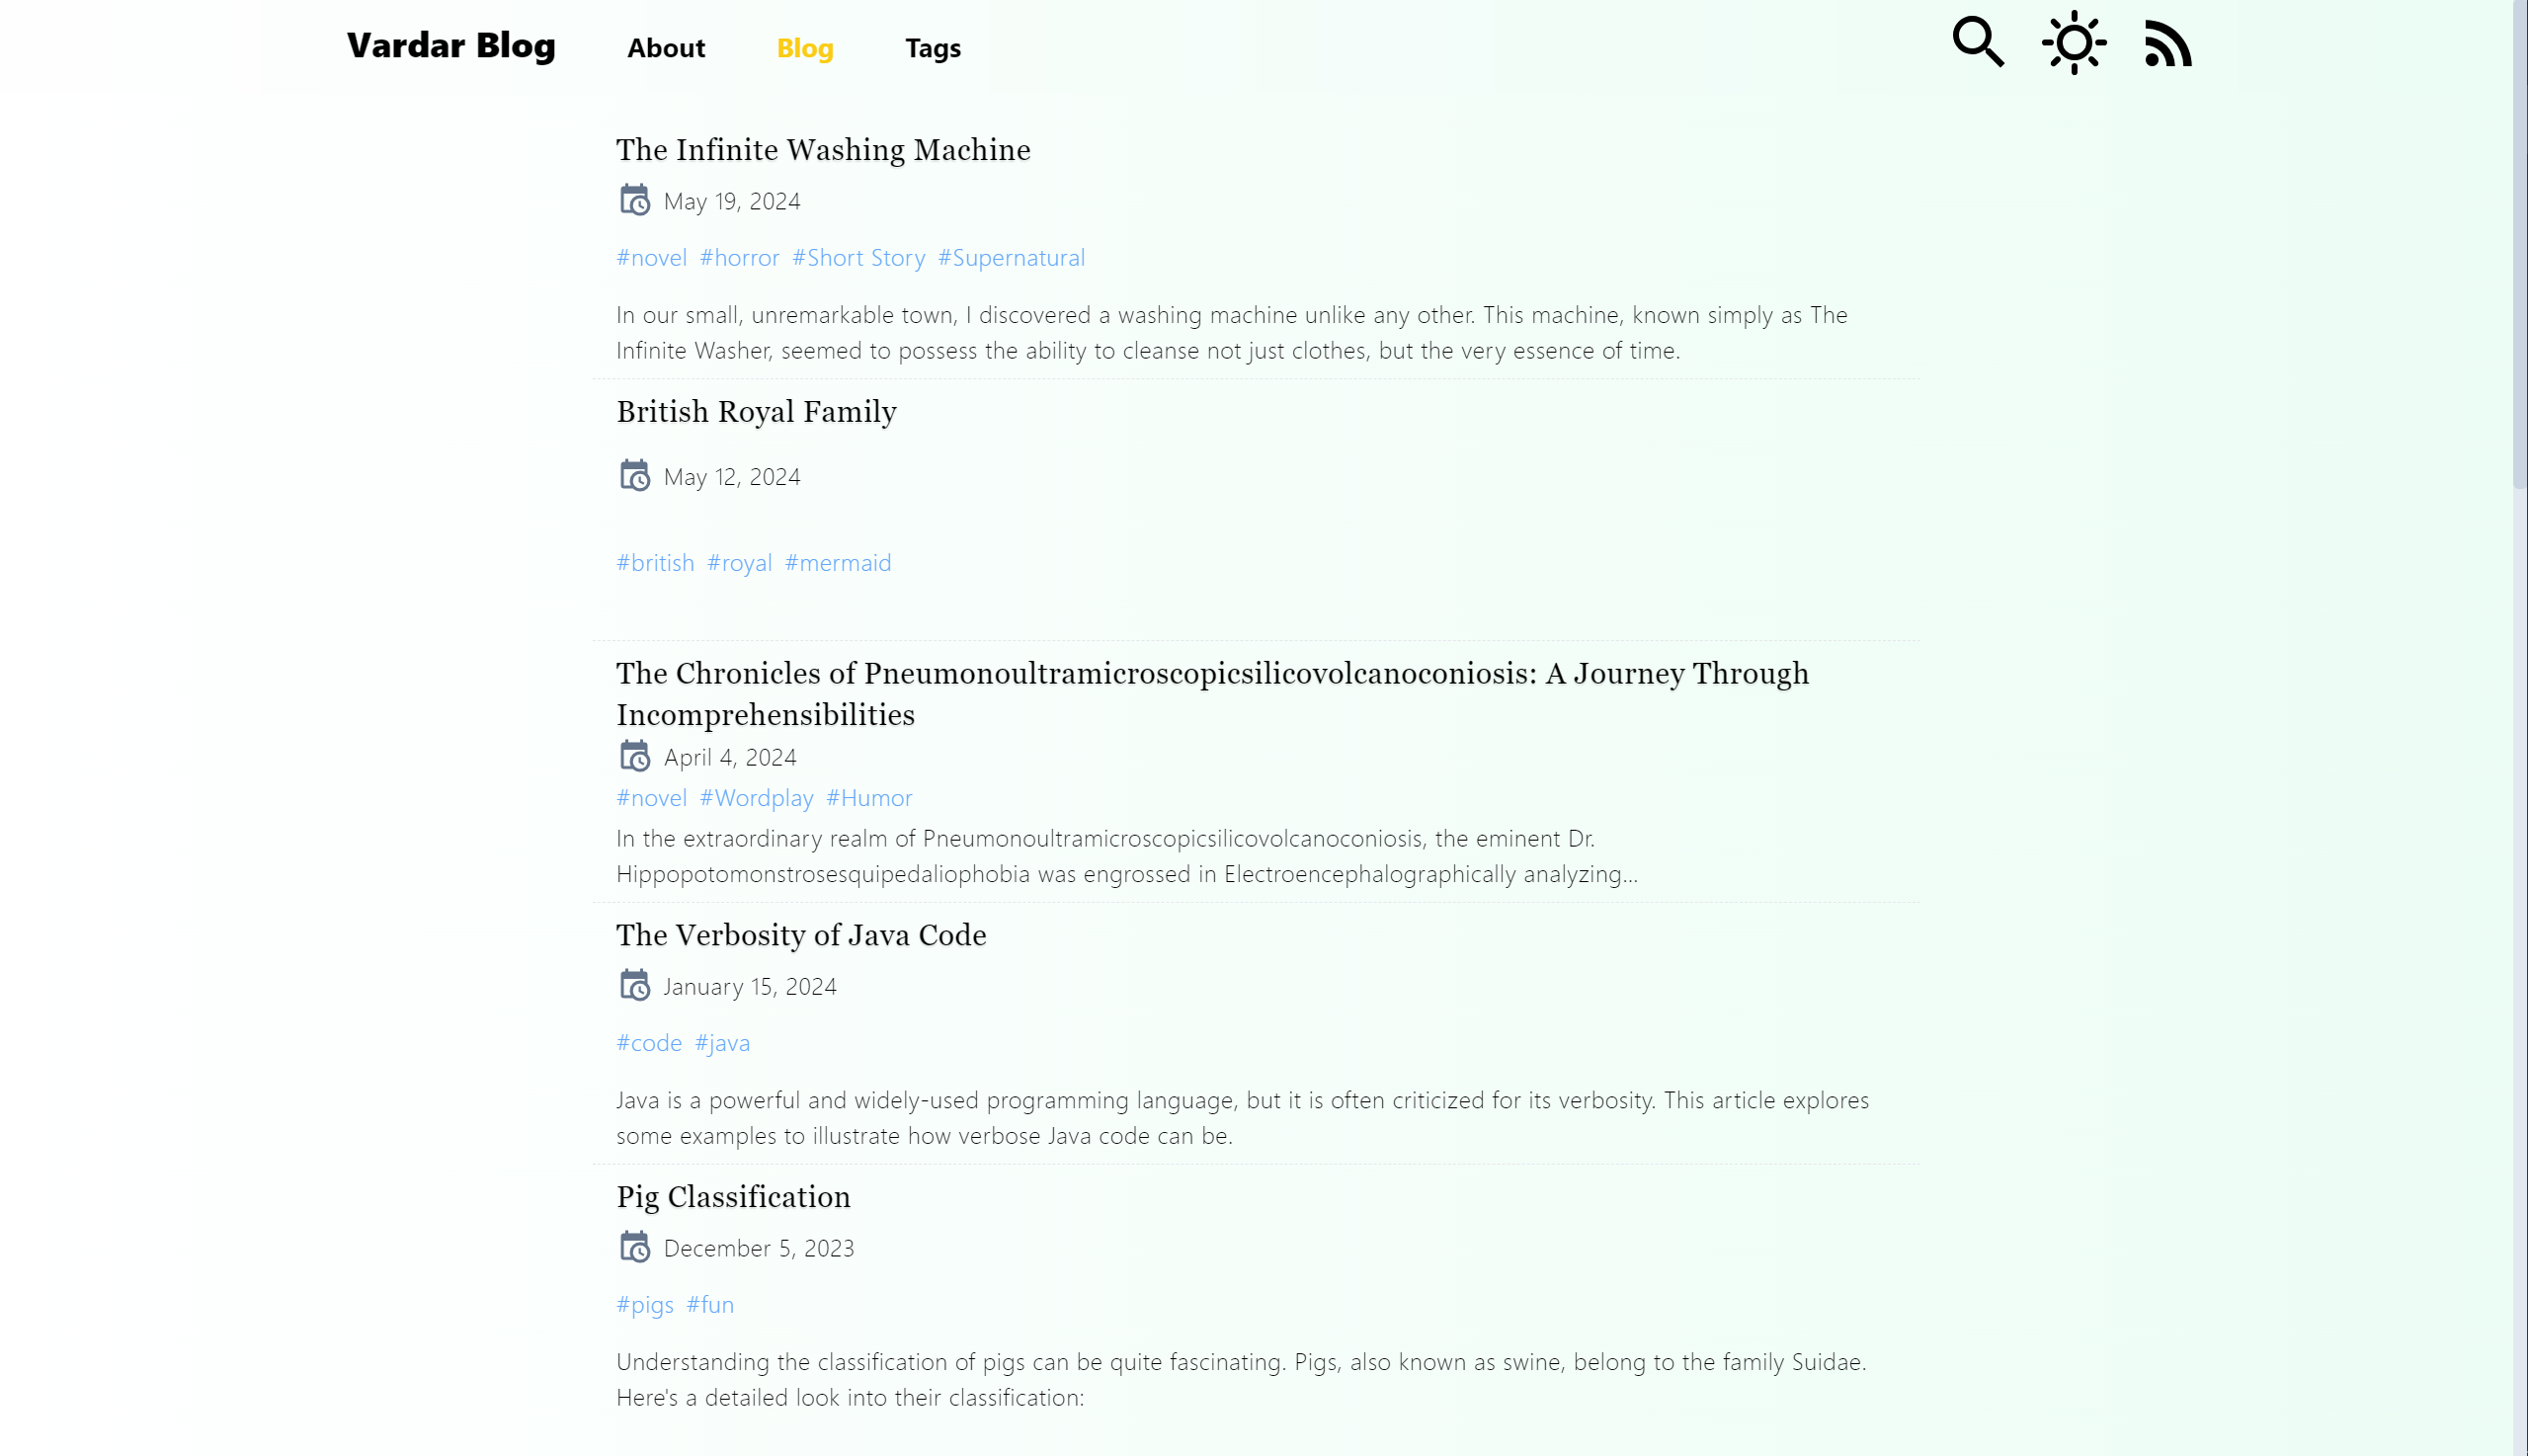 Vardar Blog About Blog Tags
The Infinite Washing Machine
May 19, 2024
#novel #horror #Short Story #Supernatural
In our small, unremarkable town, I discovered a washing machine unlike any other. This machine, known simply as The
Infinite Washer, seemed to possess the ability to cleanse not just clothes, but the very essence of time.
British Royal Family
May 12, 2024
#british #royal #mermaid
The Chronicles of Pneumonoultramicroscopicsilicovolcanoconiosis: A Journey Through
Incomprehensibilities
April 4, 2024
#novel #Wordplay #Humor
In the extraordinary realm of Pneumonoultramicroscopicsilicovolcanoconiosis, the eminent Dr.
Hippopotomonstrosesquipedaliophobia was engrossed in Electroencephalographically analyzing...
The Verbosity of Java Code
January 15, 2024
#code #java
Java is a powerful and widely-used programming language, but it is often criticized for its verbosity. This article explores
some examples to illustrate how verbose Java code can be.
Pig Classification
December 5, 2023
#pigs #fun
Understanding the classification of pigs can be quite fascinating. Pigs, also known as swine, belong to the family Suidae.
Here's a detailed look into their classification: